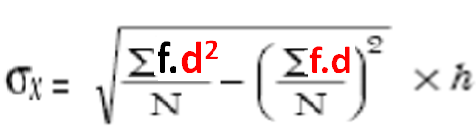 σx = √(Σf.d²/N − (Σf.d/N)²) × h